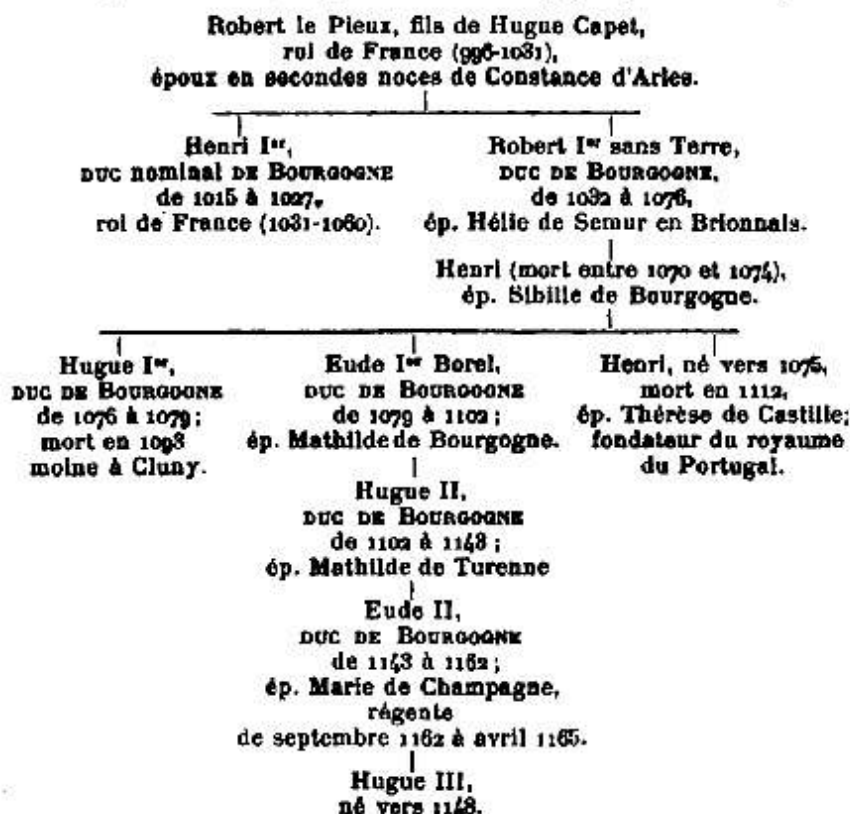 Robert le Pieux, fils de Hugue Capet,
roi de France (996-1031),
époux en secondes noces de Constance d'Arles.
Henri Iᵉʳ,
DUC nominal DE BOURGOGNE
de 1015 à 1027,
roi de France (1031-1060).
Robert Iᵉʳ sans Terre,
DUC DE BOURGOGNE,
de 1032 à 1076,
ép. Hélie de Semur en Brionnais.
Henri (mort entre 1070 et 1074),
ép. Sibille de Bourgogne.
Hugue Iᵉʳ,
DUC DE BOURGOGNE
de 1076 à 1079;
mort en 1093
moine à Cluny.
Eude Iᵉʳ Borel,
DUC DE BOURGOGNE
de 1079 à 1102;
ép. Mathilde de Bourgogne.
Henri, né vers 1075,
mort en 1112,
ép. Thérèse de Castille;
fondateur du royaume
du Portugal.
Hugue II,
DUC DE BOURGOGNE
de 1102 à 1143;
ép. Mathilde de Turenne
Eude II,
DUC DE BOURGOGNE
de 1143 à 1162;
ép. Marie de Champagne,
régente
de septembre 1162 à avril 1165.
Hugue III,
né vers 1148.